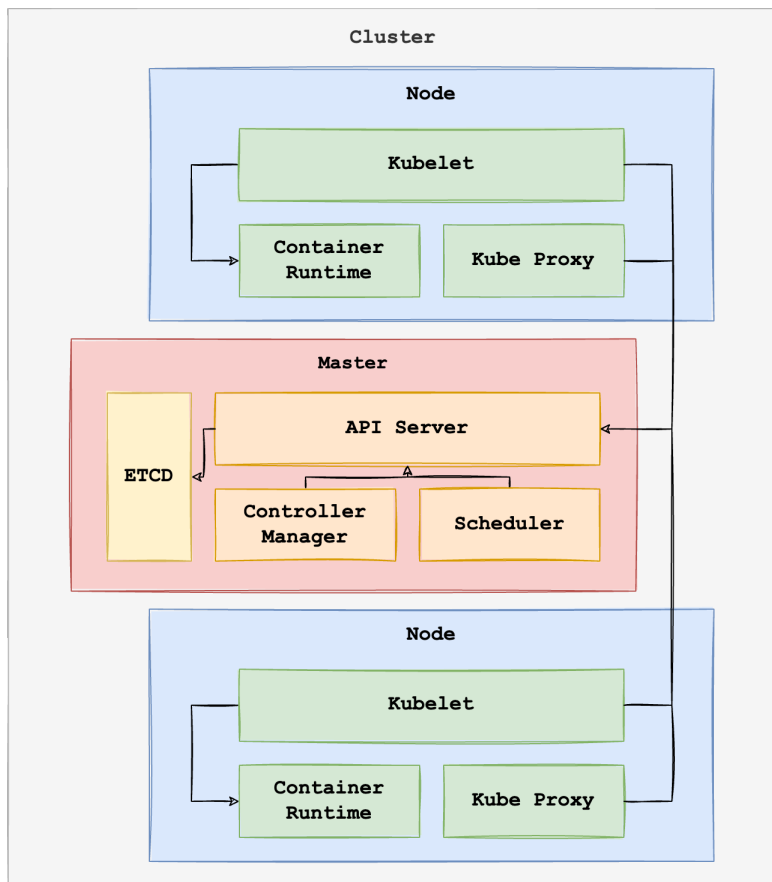 Cluster
Node
Kubelet
Container
Runtime
Kube Proxy
Master
API Server
ETCD
Controller
Manager
Scheduler
Node
Kubelet
Container
Runtime
Kube Proxy